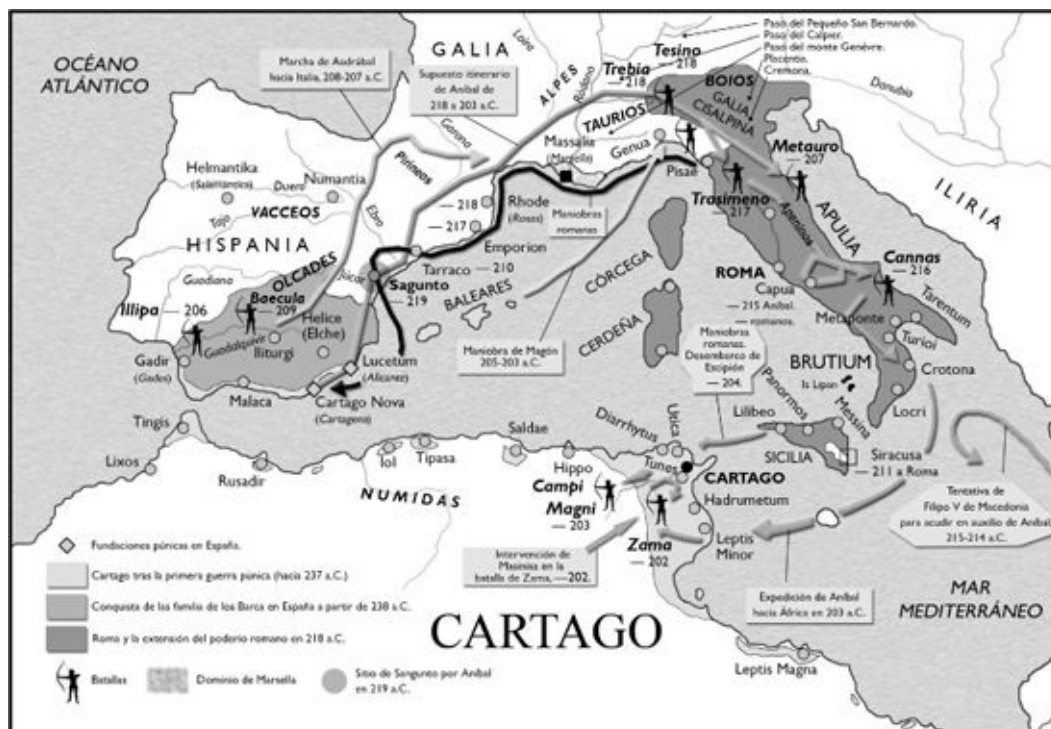 OCÉANO
ATLÁNTICO
GALIA
Loira
Marcha de Asdrúbal
hacia Italia, 208-207 a.C.
Supuesto itinerario
de Aníbal de
218 a 203 a.C.
ALPES
Rodano
Garona
Tesino
— 218
Trebia
— 218
Paso del Pequeño San Bernardo.
Paso del Calpier.
Paso del monte Genèvre.
Placentia.
Cremona.
Danubio
BOIOS
GALIA
CISALPINA
TAURIOS
Genua
Massalia
(Marsella)
Pisae
Metauro
— 207
ILIRIA
Helmantika
(Salamantica)
Duero
Numantia
Pirineos
Ebro
VACCEOS
Tajo
HISPANIA
Guadiana
OLCADES
Júcar
— 218
— 217
Rhode
(Rosas)
Emporion
Tarraco
— 210
Maniobras
romanas
Trasimeno
— 217
Apeninos
APULIA
Cannas
— 216
Sagunto
— 219
BALEARES
CÓRCEGA
CERDEÑA
ROMA
Capua
— 215 Aníbal.
— romanos.
Tarentum
Metaponte
Turioi
Illipa
— 206
Baecula
— 209
Guadalquivir
Iliturgi
Helice
(Elche)
Gadir
(Gades)
Malaca
Lucetum
(Alicante)
Cartago Nova
(Cartagena)
Maniobra de Magón
205-203 a.C.
Maniobras
romanas.
Desembarco de
Escipión
— 204.
BRUTIUM
Is Lipari
Crotona
Locri
Messina
Panormos
Lilibeo
SICILIA
Siracusa
— 211 a Roma
Tingis
Lixos
Rusadir
Iol
Tipasa
Saldae
Hippo
NUMIDAS
Diarrhytus
Utica
Tunes
CARTAGO
Campi
Magni
— 203
Hadrumetum
Leptis
Minor
Zama
— 202
Tentativa de
Filipo V de Macedonia
para acudir en auxilio de Aníbal,
215-214 a.C.
Intervención de
Masinisa en la
batalla de Zama, —202.
Expedición de Aníbal
hacia África en 203 a.C.
MAR
MEDITERRÁNEO
CARTAGO
Leptis Magna
Fundaciones púnicas en España.
Cartago tras la primera guerra púnica (hacia 237 a.C.)
Conquista de las familia de los Barca en España a partir de 238 a.C.
Roma y la extensión del poderio romano en 218 a.C.
Batallas
Dominio de Marsella
Sitio de Sangunto por Aníbal
en 219 a.C.